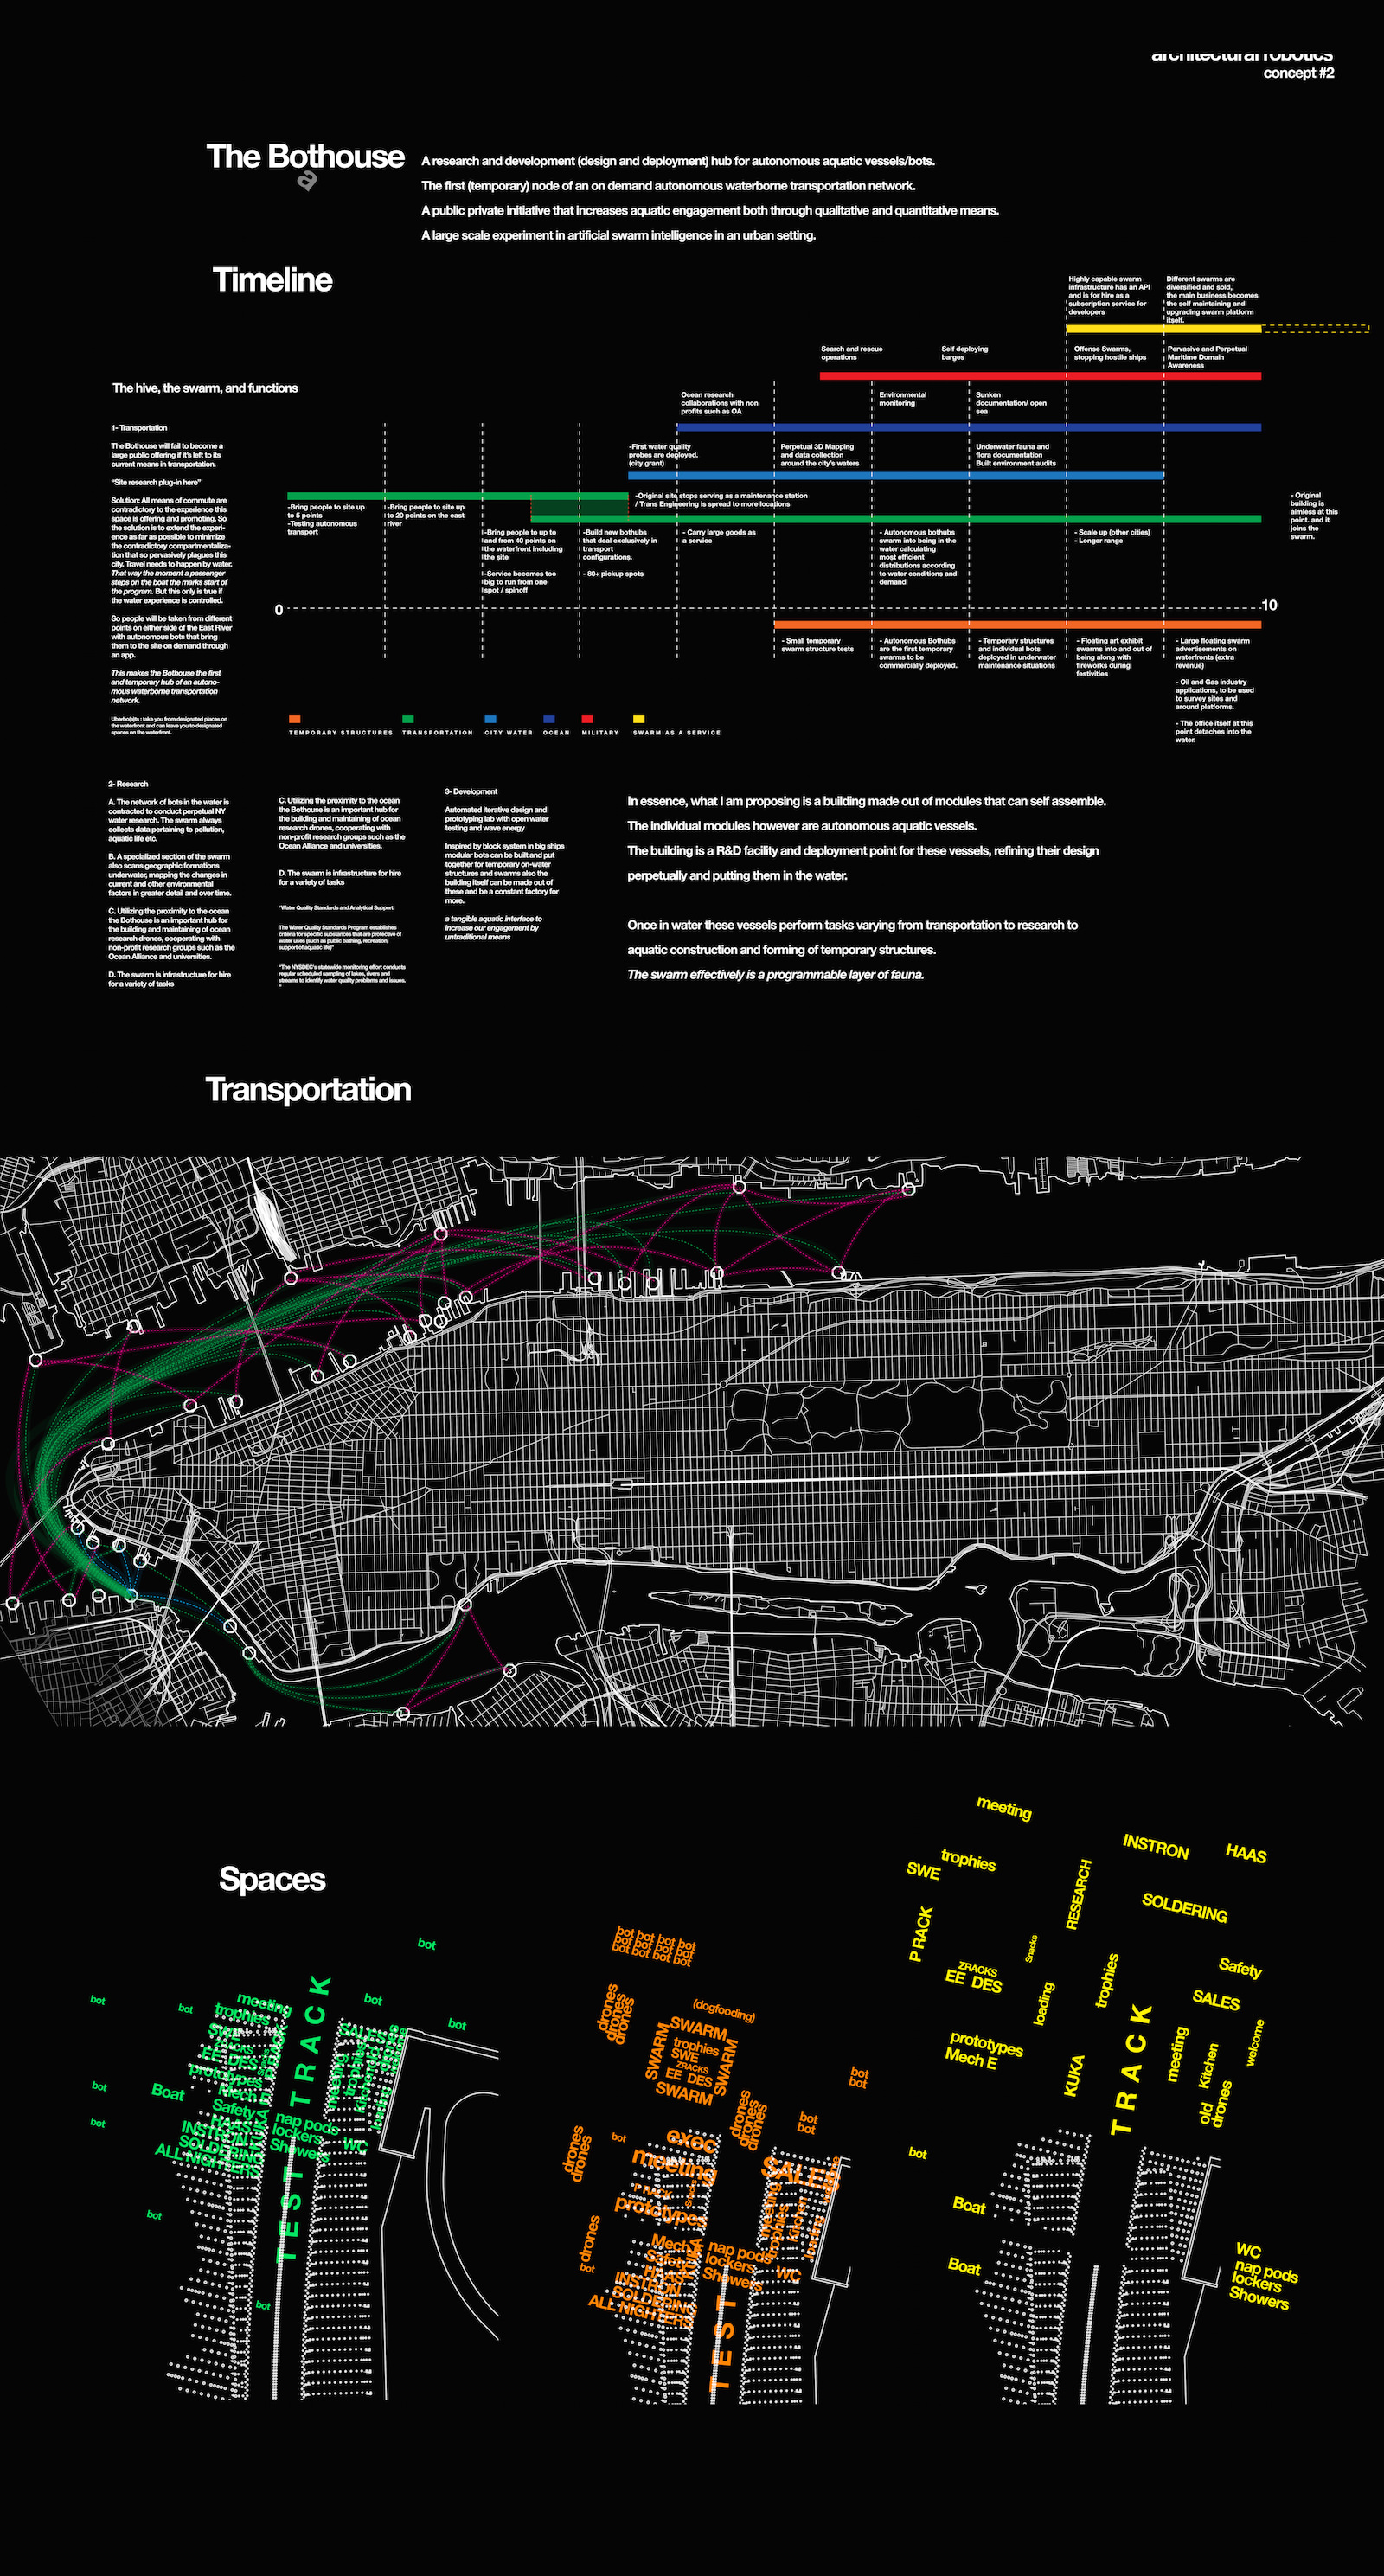 architectural robotics
concept #2
The Bothouse
a
A research and development (design and deployment) hub for autonomous aquatic vessels/bots.
The first (temporary) node of an on demand autonomous waterborne transportation network.
A public private initiative that increases aquatic engagement both through qualitative and quantitative means.
A large scale experiment in artificial swarm intelligence in an urban setting.
Timeline
Highly capable swarm
infrastructure has an API
and is for hire as a
subscription service for
developers
Different swarms are
diversified and sold,
the main business becomes
the self maintaining and
upgrading swarm platform
itself.
Search and rescue
operations
Self deploying
barges
Offense Swarms,
stopping hostile ships
Pervasive and Perpetual
Maritime Domain
Awareness
The hive, the swarm, and functions
Ocean research
collaborations with non
profits such as OA
Environmental
monitoring
Sunken
documentation/ open
sea
-First water quality
probes are deployed.
(city grant)
Perpetual 3D Mapping
and data collection
around the city's waters
Underwater fauna and
flora documentation
Built environment audits
-Original site stops serving as a maintenance station
/ Trans Engineering is spread to more locations
- Original
building is
aimless at this
point. and it
joins the
swarm.
-Bring people to site up
to 5 points
-Testing autonomous
transport
-Bring people to site up
to 20 points on the east
river
-Bring people to up to
and from 40 points on
the waterfront including
the site
-Service becomes too
big to run from one
spot / spinoff
-Build new bothubs
that deal exclusively in
transport
configurations.
- 80+ pickup spots
- Carry large goods as
a service
- Autonomous bothubs
swarm into being in the
water calculating
most efficient
distributions according
to water conditions and
demand
- Scale up (other cities)
- Longer range
0
10
- Small temporary
swarm structure tests
- Autonomous Bothubs
are the first temporary
swarms to be
commercially deployed.
- Temporary structures
and individual bots
deployed in underwater
maintenance situations
- Floating art exhibit
swarms into and out of
being along with
fireworks during
festivities
- Large floating swarm
advertisements on
waterfronts (extra
revenue)
- Oil and Gas industry
applications, to be used
to survey sites and
around platforms.
- The office itself at this
point detaches into the
water.
TEMPORARY STRUCTURES
TRANSPORTATION
CITY WATER
OCEAN
MILITARY
SWARM AS A SERVICE
1- Transportation
The Bothouse will fail to become a
large public offering if it's left to its
current means in transportation.
"Site research plug-in here"
Solution: All means of commute are
contradictory to the experience this
space is offering and promoting. So
the solution is to extend the experi-
ence as far as possible to minimize
the contradictory compartmentaliza-
tion that so pervasively plagues this
city. Travel needs to happen by water.
That way the moment a passenger
steps on the boat the marks start of
the program. But this only is true if
the water experience is controlled.
So people will be taken from different
points on either side of the East River
with autonomous bots that bring
them to the site on demand through
an app.
This makes the Bothouse the first
and temporary hub of an autono-
mous waterborne transportation
network.
take you from designated places on
the waterfront and can leave you to designated
spaces on the waterfront.
2- Research
A. The network of bots in the water is
contracted to conduct perpetual NY
water research. The swarm always
collects data pertaining to pollution,
aquatic life etc.
B. A specialized section of the swarm
also scans geographic formations
underwater, mapping the changes in
current and other environmental
factors in greater detail and over time.
C. Utilizing the proximity to the ocean
the Bothouse is an important hub for
the building and maintaining of ocean
research drones, cooperating with
non-profit research groups such as the
Ocean Alliance and universities.
D. The swarm is infrastructure for hire
for a variety of tasks
C. Utilizing the proximity to the ocean
the Bothouse is an important hub for
the building and maintaining of ocean
research drones, cooperating with
non-profit research groups such as the
Ocean Alliance and universities.
D. The swarm is infrastructure for hire
for a variety of tasks
"Water Quality Standards and Analytical Support
The Water Quality Standards Program establishes
criteria for specific substances that are protective of
water uses (such as public bathing, recreation,
support of aquatic life)"
"The NYSDEC's statewide monitoring effort conducts
regular scheduled sampling of lakes, rivers and
streams to identify water quality problems and issues.
"
3- Development
Automated iterative design and
prototyping lab with open water
testing and wave energy
Inspired by block system in big ships
modular bots can be built and put
together for temporary on-water
structures and swarms also the
building itself can be made out of
these and be a constant factory for
more.
a tangible aquatic interface to
increase our engagement by
untraditional means
In essence, what I am proposing is a building made out of modules that can self assemble.
The individual modules however are autonomous aquatic vessels.
The building is a R&D facility and deployment point for these vessels, refining their design
perpetually and putting them in the water.
Once in water these vessels perform tasks varying from transportation to research to
aquatic construction and forming of temporary structures.
The swarm effectively is a programmable layer of fauna.
Transportation
Spaces
bot
bot
bot
bot
bot
bot
bot
bot
bot
bot
meeting
trophies
SWE
EE DES
prototypes
Mech E
Boat
Safety
HAAS
INSTRON
SOLDERING
ALL NIGHTERS
nap pods
lockers
Showers
WC
SALES
TEST TRACK
bot bot bot bot
bot bot bot bot
bot bot bot bot
drones
drones
drones
(dogfooding)
SWARM
SWARM
trophies
SWE
ZRACKS
EE DES
SWARM
SWARM
drones
drones
drones
bot
bot
bot
bot
drones
drones
bot
exec
meeting
SALES
P RACK
Snacks
prototypes
meeting
trophies
Kitchen
drones
bot
Mech
Safety
HAAS
INSTRON
SOLDERING
ALL NIGHTERS
nap pods
lockers
Showers
WC
TEST
meeting
INSTRON
HAAS
trophies
SWE
RESEARCH
SOLDERING
P RACK
Snacks
ZRACKS
EE DES
trophies
Safety
loading
SALES
TRACK
welcome
prototypes
Mech E
KUKA
meeting
Kitchen
old
drones
bot
Boat
Boat
WC
nap pods
lockers
Showers